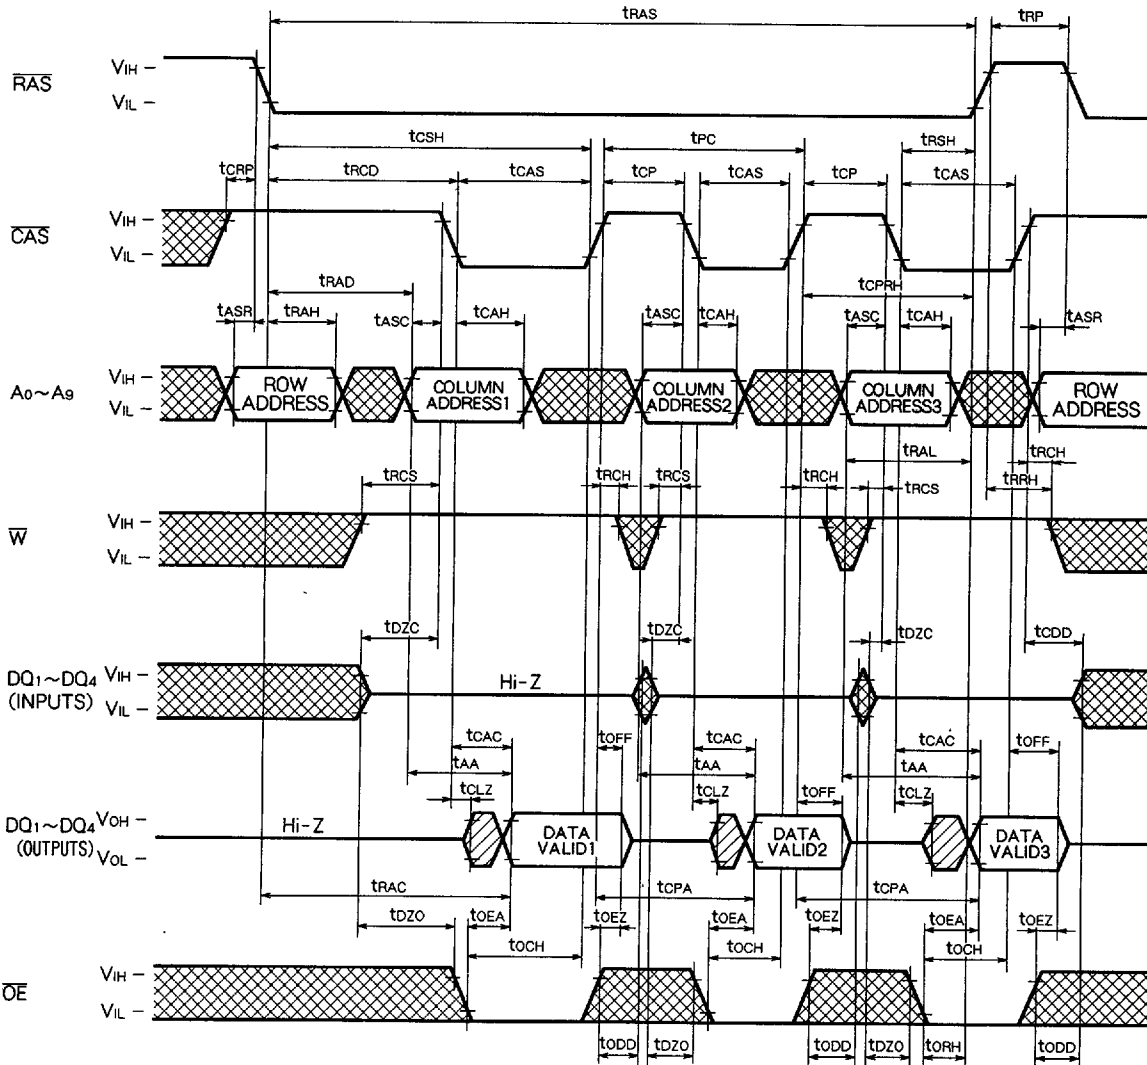 tRAS tRP
RAS VIH
VIL
tCSH tPC tRSH
tCRP tRCD tCAS tCP tCAS tCP tCAS
CAS VIH
VIL
tRAD tCPRH
tASR tRAH tASC tCAH tASC tCAH tASC tCAH tASR
A0~A9 VIH
VIL
ROW ADDRESS
COLUMN ADDRESS1
COLUMN ADDRESS2
COLUMN ADDRESS3
ROW ADDRESS
tRAL tRCH
tRCS tRCH tRCS tRCH tRCS tRRH
W VIH
VIL
tDZC tDZC tDZC tCDD
DQ1~DQ4 (INPUTS) VIH
VIL
Hi-Z
tCAC tOFF tCAC tCAC tOFF
tAA tAA tAA
tCLZ tCLZ tOFF tCLZ
DQ1~DQ4 (OUTPUTS) VOH
VOL
Hi-Z
DATA VALID1
DATA VALID2
DATA VALID3
tRAC tCPA tCPA
tDZO tOEA tOEZ tOEA tOEZ tOEA tOEZ
tOCH tOCH tOCH
OE VIH
VIL
tODD tDZO tODD tDZO tORH tODD